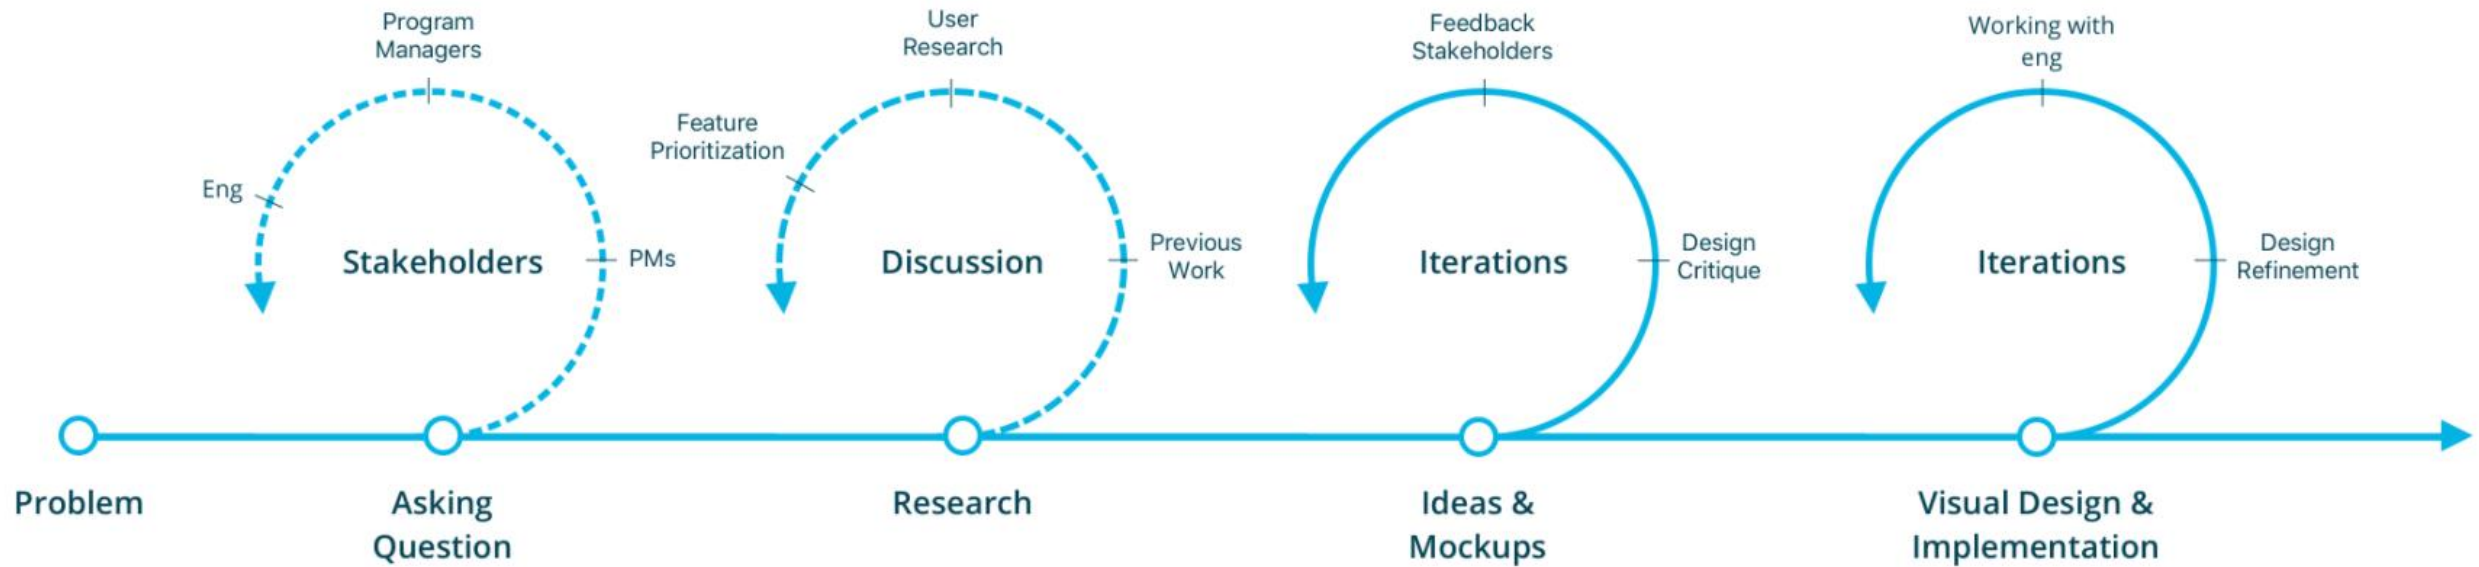 Program
Managers
Eng
Stakeholders
PMs
User
Research
Feature
Prioritization
Discussion
Previous
Work
Feedback
Stakeholders
Iterations
Design
Critique
Working with
eng
Iterations
Design
Refinement
Problem
Asking
Question
Research
Ideas &
Mockups
Visual Design &
Implementation